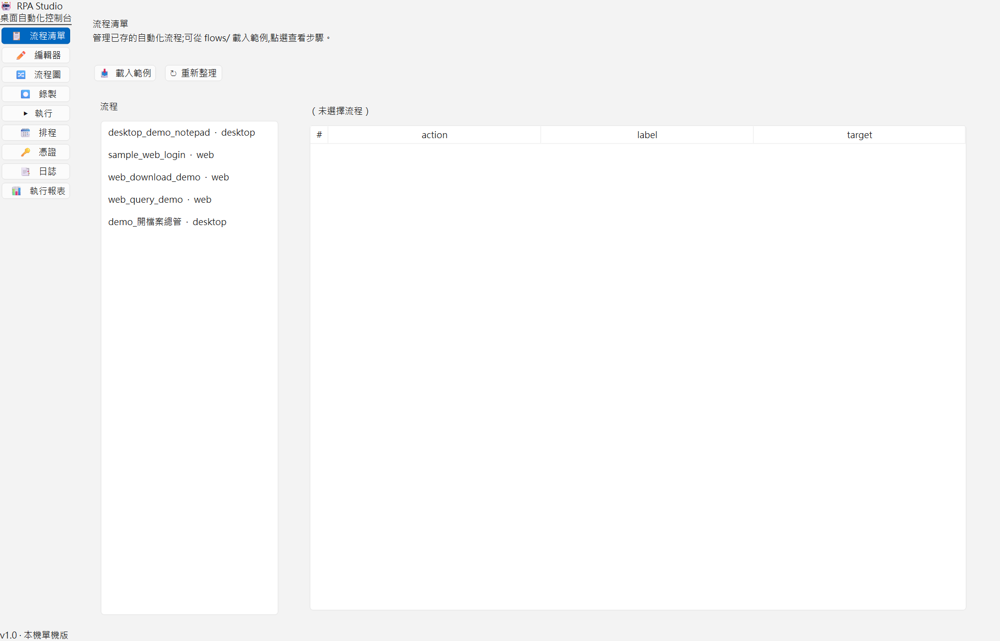 RPA Studio
桌面自動化控制台
流程清單
編輯器
流程圖
錄製
執行
排程
憑證
日誌
執行報表
v1.0 · 本機單機版
流程清單
管理已存的自動化流程;可從 flows/ 載入範例,點選查看步驟。
載入範例
重新整理
流程
desktop_demo_notepad · desktop
sample_web_login · web
web_download_demo · web
web_query_demo · web
demo_開檔案總管 · desktop
(未選擇流程)
# action label target